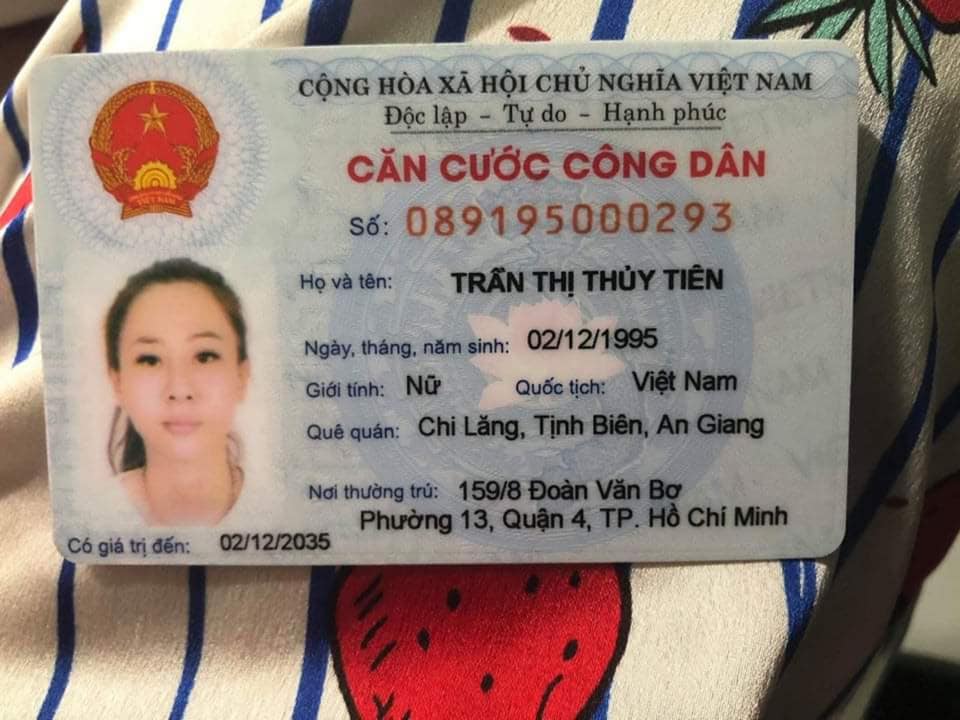 CỘNG HÒA XÃ HỘI CHỦ NGHĨA VIỆT NAM
Độc lập - Tự do - Hạnh phúc
CĂN CƯỚC CÔNG DÂN
Số: 089195000293
VIỆT NAM
Họ và tên: TRẦN THỊ THỦY TIÊN
Ngày, tháng, năm sinh: 02/12/1995
Giới tính: Nữ Quốc tịch: Việt Nam
Quê quán: Chi Lăng, Tịnh Biên, An Giang
Nơi thường trú: 159/8 Đoàn Văn Bơ
Phường 13, Quận 4, TP. Hồ Chí Minh
Có giá trị đến: 02/12/2035